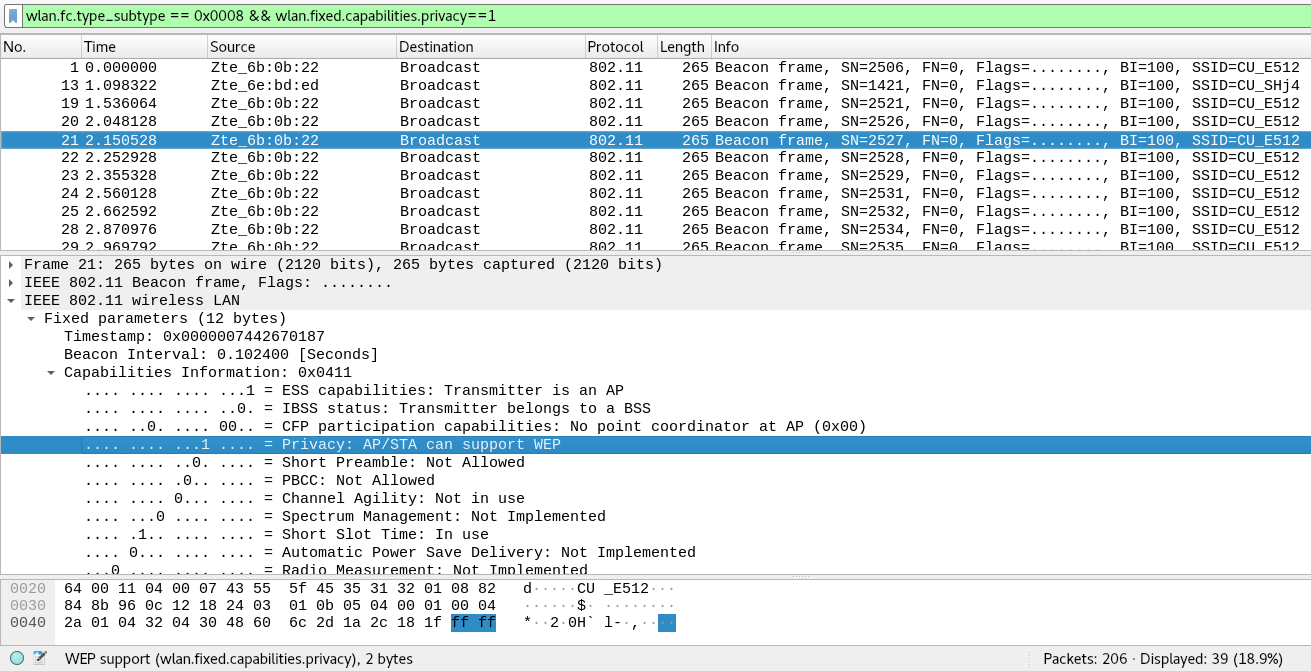 wlan.fc.type_subtype == 0x0008 && wlan.fixed.capabilities.privacy==1
No. Time Source Destination Protocol Length Info
1 0.000000 Zte_6b:0b:22 Broadcast 802.11 265 Beacon frame, SN=2506, FN=0, Flags=........, BI=100, SSID=CU_E512
13 1.098322 Zte_6e:bd:ed Broadcast 802.11 265 Beacon frame, SN=1421, FN=0, Flags=........, BI=100, SSID=CU_SHj4
19 1.536064 Zte_6b:0b:22 Broadcast 802.11 265 Beacon frame, SN=2521, FN=0, Flags=........, BI=100, SSID=CU_E512
20 2.048128 Zte_6b:0b:22 Broadcast 802.11 265 Beacon frame, SN=2526, FN=0, Flags=........, BI=100, SSID=CU_E512
21 2.150528 Zte_6b:0b:22 Broadcast 802.11 265 Beacon frame, SN=2527, FN=0, Flags=........, BI=100, SSID=CU_E512
22 2.252928 Zte_6b:0b:22 Broadcast 802.11 265 Beacon frame, SN=2528, FN=0, Flags=........, BI=100, SSID=CU_E512
23 2.355328 Zte_6b:0b:22 Broadcast 802.11 265 Beacon frame, SN=2529, FN=0, Flags=........, BI=100, SSID=CU_E512
24 2.560128 Zte_6b:0b:22 Broadcast 802.11 265 Beacon frame, SN=2531, FN=0, Flags=........, BI=100, SSID=CU_E512
25 2.662592 Zte_6b:0b:22 Broadcast 802.11 265 Beacon frame, SN=2532, FN=0, Flags=........, BI=100, SSID=CU_E512
28 2.870976 Zte_6b:0b:22 Broadcast 802.11 265 Beacon frame, SN=2534, FN=0, Flags=........, BI=100, SSID=CU_E512
29 2.969792 Zte_6b:0b:22 Broadcast 802.11 265 Beacon frame, SN=2535, FN=0, Flags=........, BI=100, SSID=CU_E512
Frame 21: 265 bytes on wire (2120 bits), 265 bytes captured (2120 bits)
IEEE 802.11 Beacon frame, Flags: ........
IEEE 802.11 wireless LAN
Fixed parameters (12 bytes)
Timestamp: 0x0000007442670187
Beacon Interval: 0.102400 [Seconds]
Capabilities Information: 0x0411
.... .... .... ...1 = ESS capabilities: Transmitter is an AP
.... .... .... ..0. = IBSS status: Transmitter belongs to a BSS
.... ..0. .... 00.. = CFP participation capabilities: No point coordinator at AP (0x00)
.... .... ...1 .... = Privacy: AP/STA can support WEP
.... .... ..0. .... = Short Preamble: Not Allowed
.... .... .0.. .... = PBCC: Not Allowed
.... .... 0... .... = Channel Agility: Not in use
.... ...0 .... .... = Spectrum Management: Not Implemented
.... .1.. .... .... = Short Slot Time: In use
.... 0... .... .... = Automatic Power Save Delivery: Not Implemented
...0 .... .... .... = Radio Measurement: Not Implemented
0020 64 00 11 04 00 07 43 55 5f 45 35 31 32 01 08 82 d·····CU _E512···
0030 84 8b 96 0c 12 18 24 03 01 0b 05 04 00 01 00 04 ······$· ········
0040 2a 01 04 32 04 30 48 60 6c 2d 1a 2c 18 1f ff ff *··2·0H` l-·,····
WEP support (wlan.fixed.capabilities.privacy), 2 bytes
Packets: 206 · Displayed: 39 (18.9%)